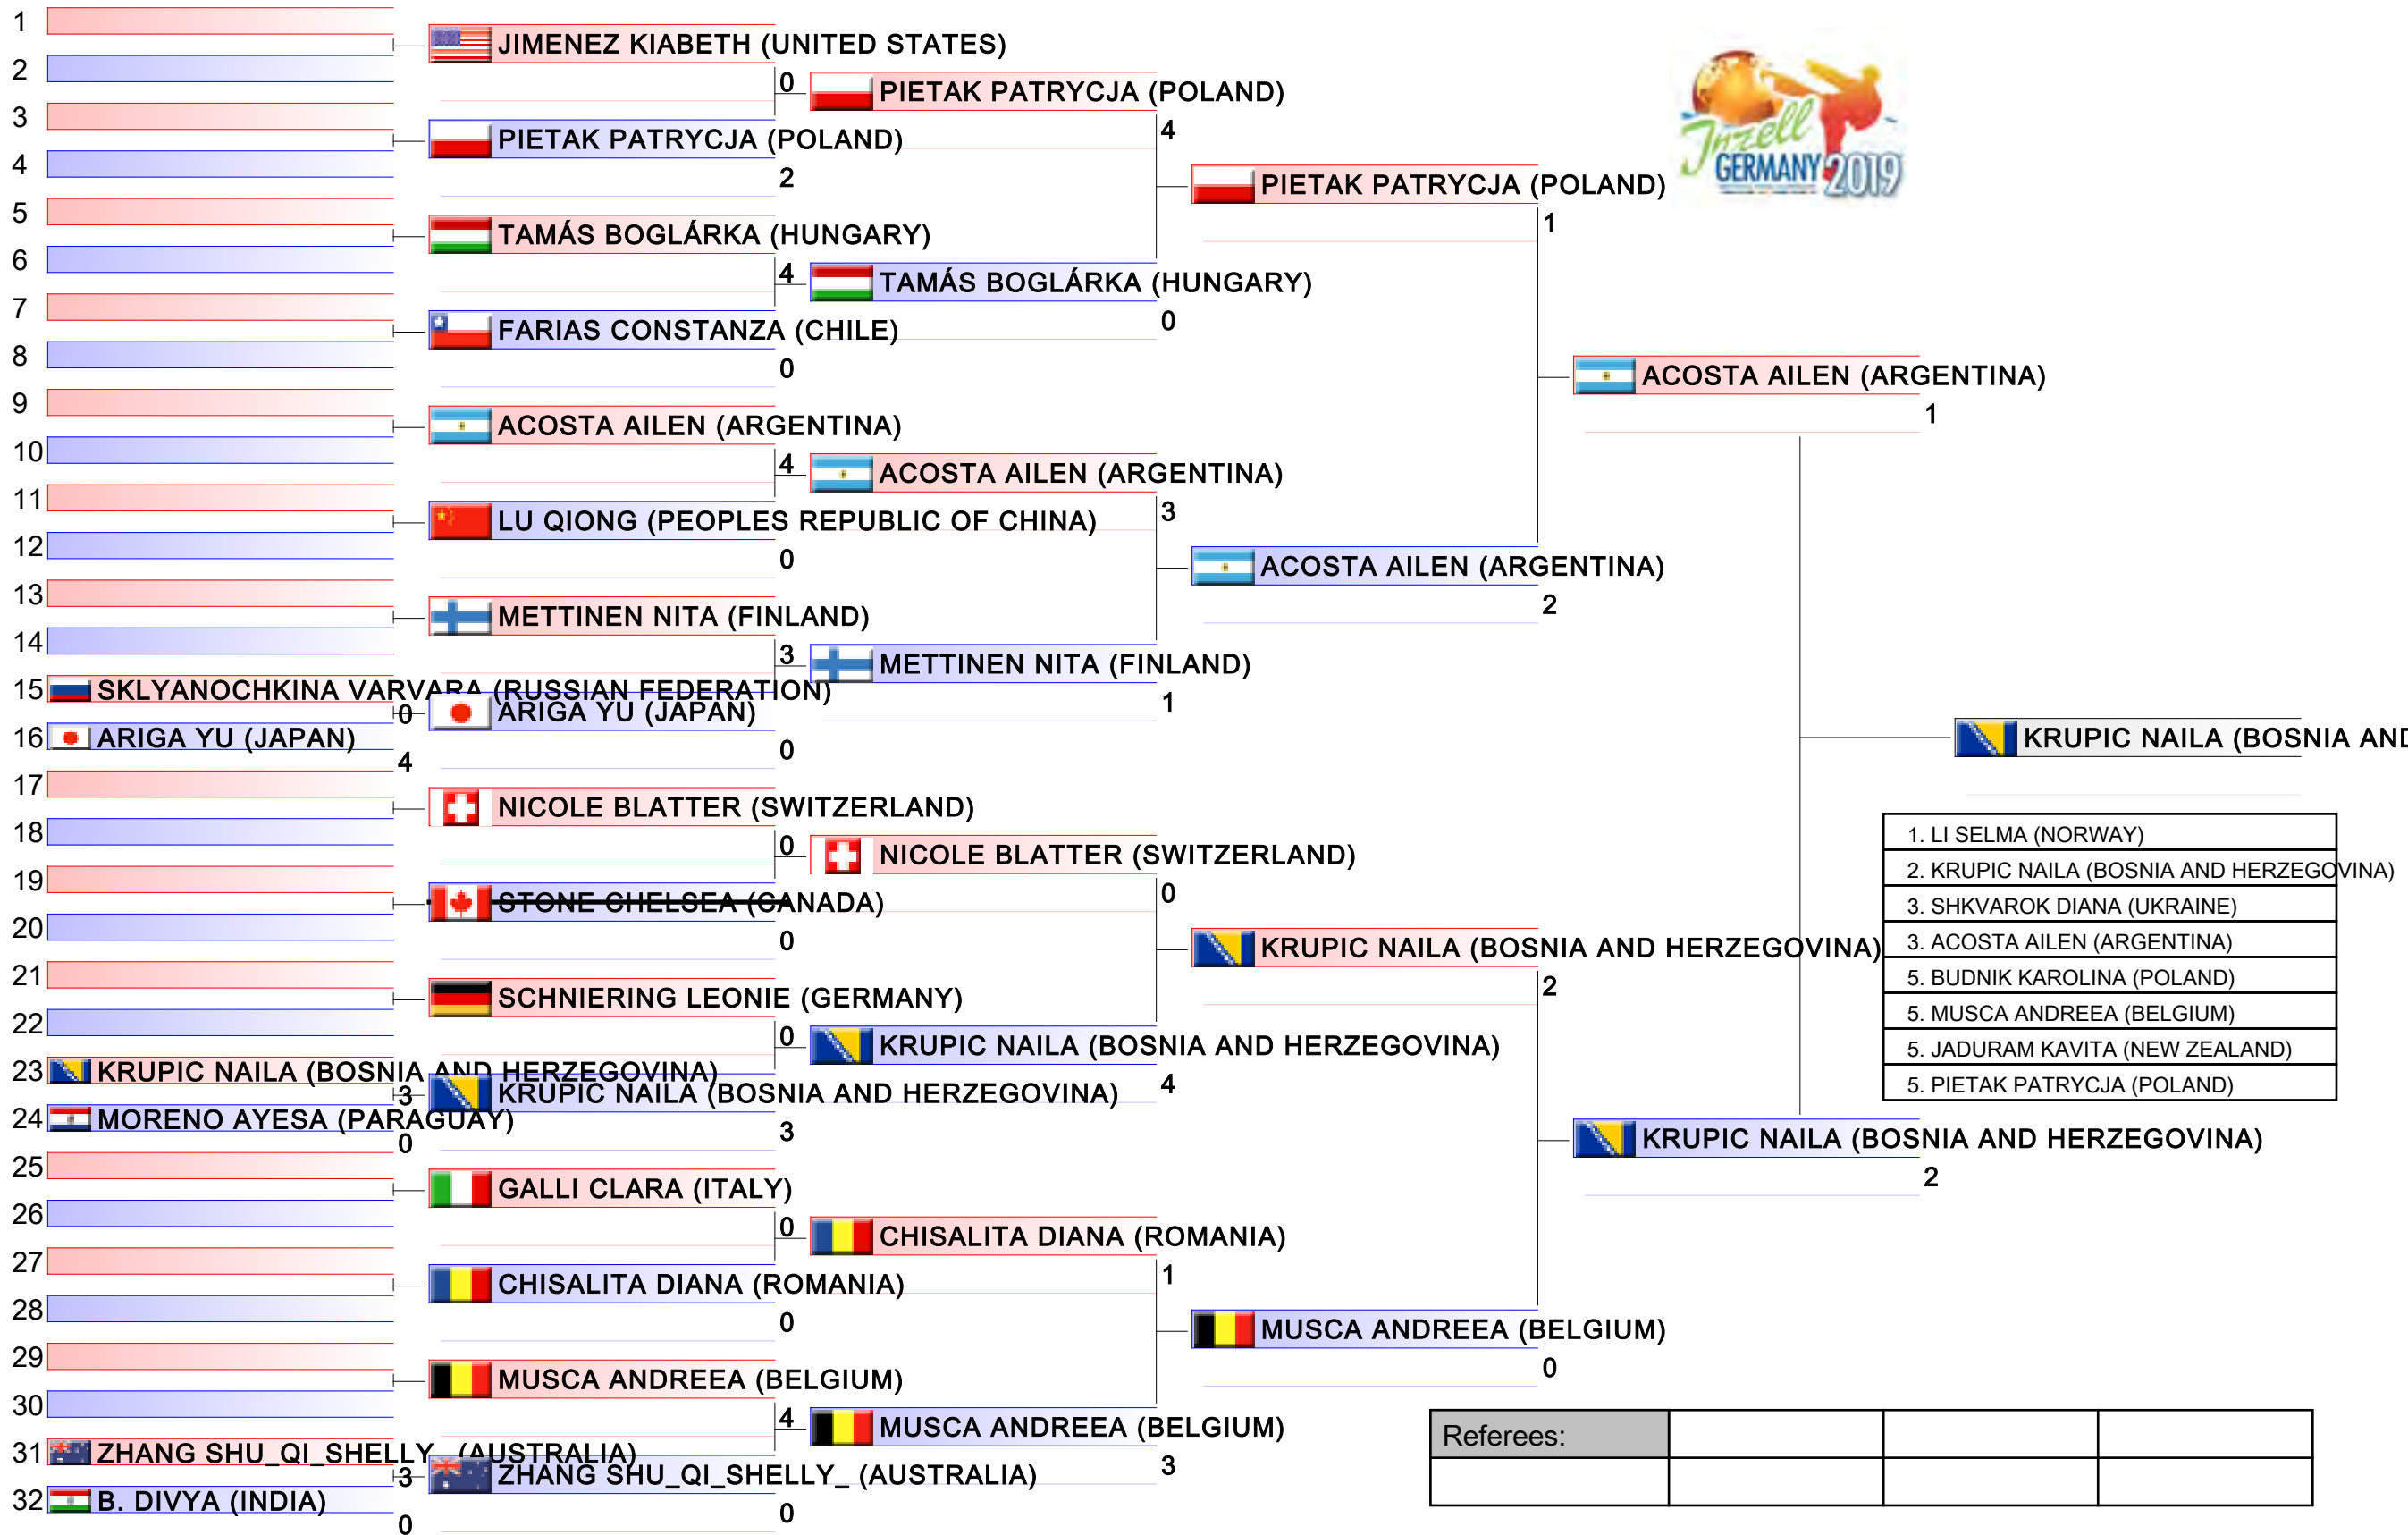 1
JIMENEZ KIABETH (UNITED STATES)
2
0
PIETAK PATRYCJA (POLAND)
3
4
PIETAK PATRYCJA (POLAND)
4
2
PIETAK PATRYCJA (POLAND)
5
1
TAMÁS BOGLÁRKA (HUNGARY)
6
4
TAMÁS BOGLÁRKA (HUNGARY)
7
0
FARIAS CONSTANZA (CHILE)
8
0
ACOSTA AILEN (ARGENTINA)
9
1
ACOSTA AILEN (ARGENTINA)
10
4
ACOSTA AILEN (ARGENTINA)
11
3
LU QIONG (PEOPLES REPUBLIC OF CHINA)
12
0
ACOSTA AILEN (ARGENTINA)
13
2
METTINEN NITA (FINLAND)
14
3
METTINEN NITA (FINLAND)
15
SKLYANOCHKINA VARVARA (RUSSIAN FEDERATION)
0
1
ARIGA YU (JAPAN)
16
ARIGA YU (JAPAN)
4
0
KRUPIC NAILA (BOSNIA AND
17
NICOLE BLATTER (SWITZERLAND)
18
0
NICOLE BLATTER (SWITZERLAND)
19
0
STONE CHELSEA (CANADA)
20
0
KRUPIC NAILA (BOSNIA AND HERZEGOVINA)
21
2
SCHNIERING LEONIE (GERMANY)
22
0
KRUPIC NAILA (BOSNIA AND HERZEGOVINA)
23
KRUPIC NAILA (BOSNIA AND HERZEGOVINA)
3
4
KRUPIC NAILA (BOSNIA AND HERZEGOVINA)
24
MORENO AYESA (PARAGUAY)
0
3
KRUPIC NAILA (BOSNIA AND HERZEGOVINA)
2
25
GALLI CLARA (ITALY)
26
0
CHISALITA DIANA (ROMANIA)
27
1
CHISALITA DIANA (ROMANIA)
28
0
MUSCA ANDREEA (BELGIUM)
29
0
MUSCA ANDREEA (BELGIUM)
30
4
MUSCA ANDREEA (BELGIUM)
31
ZHANG SHU_QI_SHELLY_ (AUSTRALIA)
3
3
ZHANG SHU_QI_SHELLY_ (AUSTRALIA)
32
B. DIVYA (INDIA)
0
0
Inzell
GERMANY 2019
1. LI SELMA (NORWAY)
2. KRUPIC NAILA (BOSNIA AND HERZEGOVINA)
3. SHKVAROK DIANA (UKRAINE)
3. ACOSTA AILEN (ARGENTINA)
5. BUDNIK KAROLINA (POLAND)
5. MUSCA ANDREEA (BELGIUM)
5. JADURAM KAVITA (NEW ZEALAND)
5. PIETAK PATRYCJA (POLAND)
Referees: